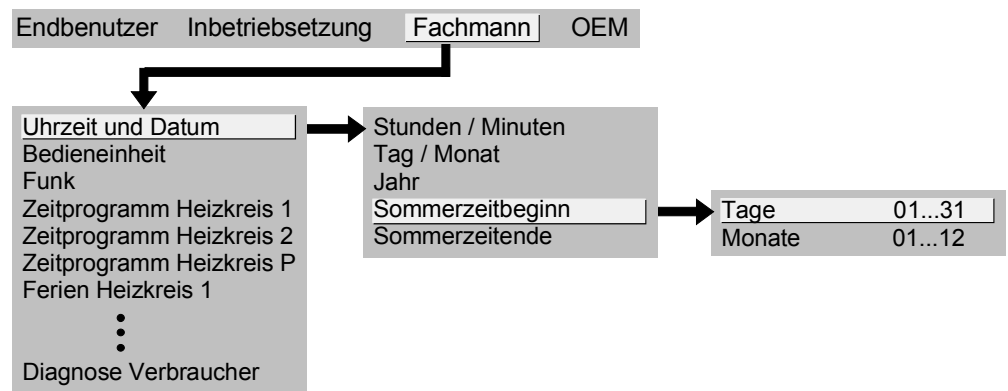 Endbenutzer Inbetriebsetzung Fachmann OEM
Uhrzeit und Datum
Bedieneinheit
Funk
Zeitprogramm Heizkreis 1
Zeitprogramm Heizkreis 2
Zeitprogramm Heizkreis P
Ferien Heizkreis 1
Diagnose Verbraucher
Stunden / Minuten
Tag / Monat
Jahr
Sommerzeitbeginn
Sommerzeitende
Tage 01...31
Monate 01...12